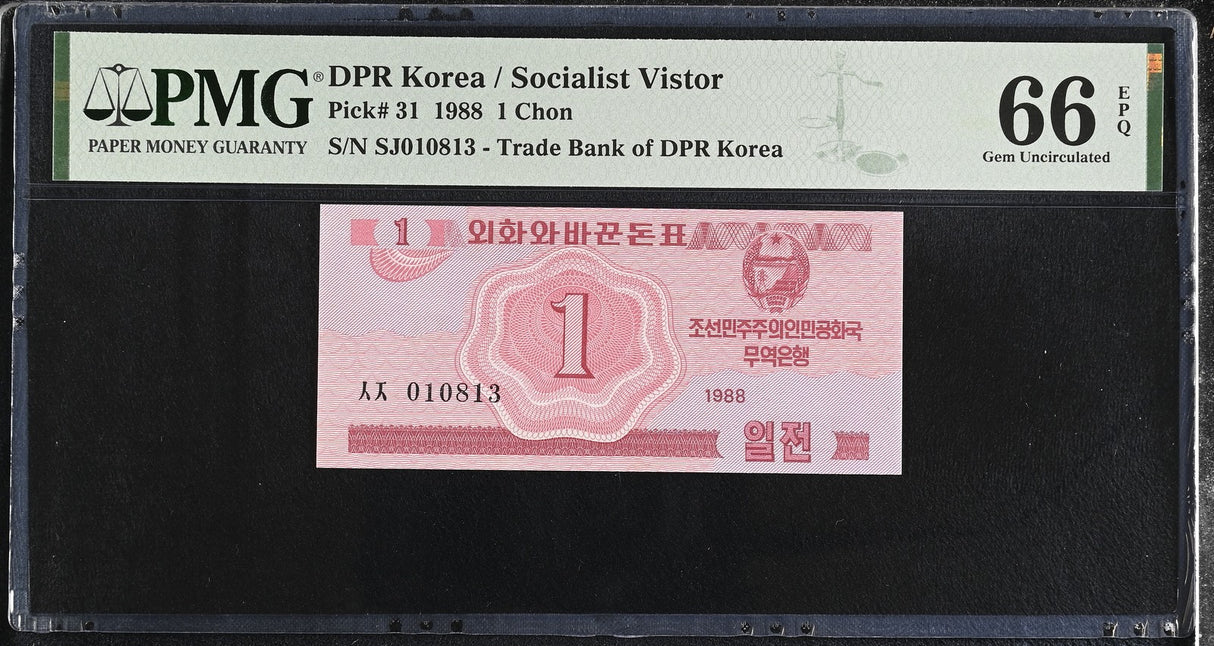 PMG®
PAPER MONEY GUARANTY
DPR Korea / Socialist Vistor
Pick# 31 1988 1 Chon
S/N SJ010813 - Trade Bank of DPR Korea
66
EPQ
Gem Uncirculated
1 외화와바꾼돈표
1
조선민주주의인민공화국
무역은행
ㅅㅈ 010813
1988
일전